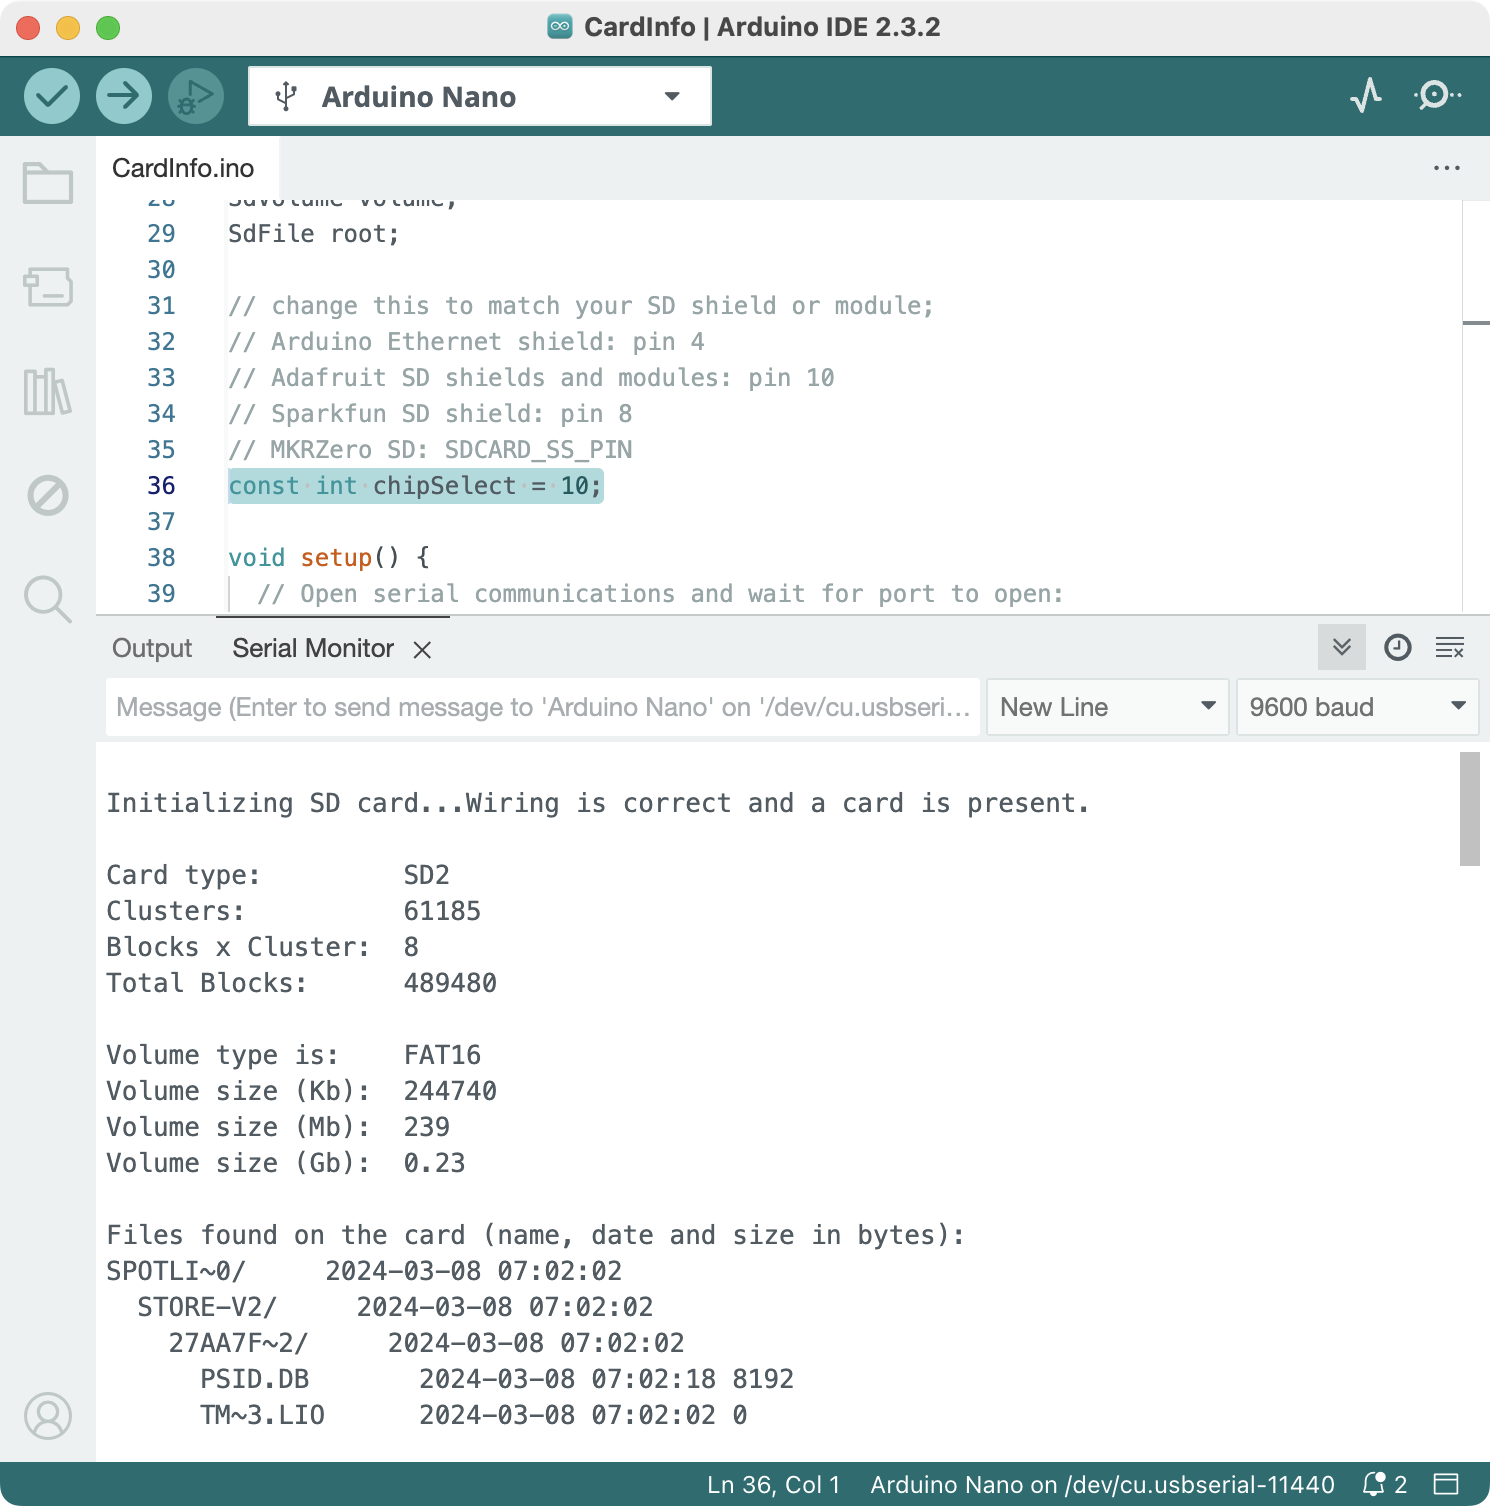 CardInfo | Arduino IDE 2.3.2
Arduino Nano
CardInfo.ino
28 SdVolume volume;
29 SdFile root;
30
31 // change this to match your SD shield or module;
32 // Arduino Ethernet shield: pin 4
33 // Adafruit SD shields and modules: pin 10
34 // Sparkfun SD shield: pin 8
35 // MKRZero SD: SDCARD_SS_PIN
36 const int chipSelect = 10;
37
38 void setup() {
39 // Open serial communications and wait for port to open:
Output Serial Monitor
Message (Enter to send message to 'Arduino Nano' on '/dev/cu.usbseri... New Line 9600 baud
Initializing SD card...Wiring is correct and a card is present.
Card type: SD2
Clusters: 61185
Blocks x Cluster: 8
Total Blocks: 489480
Volume type is: FAT16
Volume size (Kb): 244740
Volume size (Mb): 239
Volume size (Gb): 0.23
Files found on the card (name, date and size in bytes):
SPOTLI~0/ 2024-03-08 07:02:02
STORE-V2/ 2024-03-08 07:02:02
27AA7F~2/ 2024-03-08 07:02:02
PSID.DB 2024-03-08 07:02:18 8192
TM~3.LIO 2024-03-08 07:02:02 0
Ln 36, Col 1 Arduino Nano on /dev/cu.usbserial-11440 2